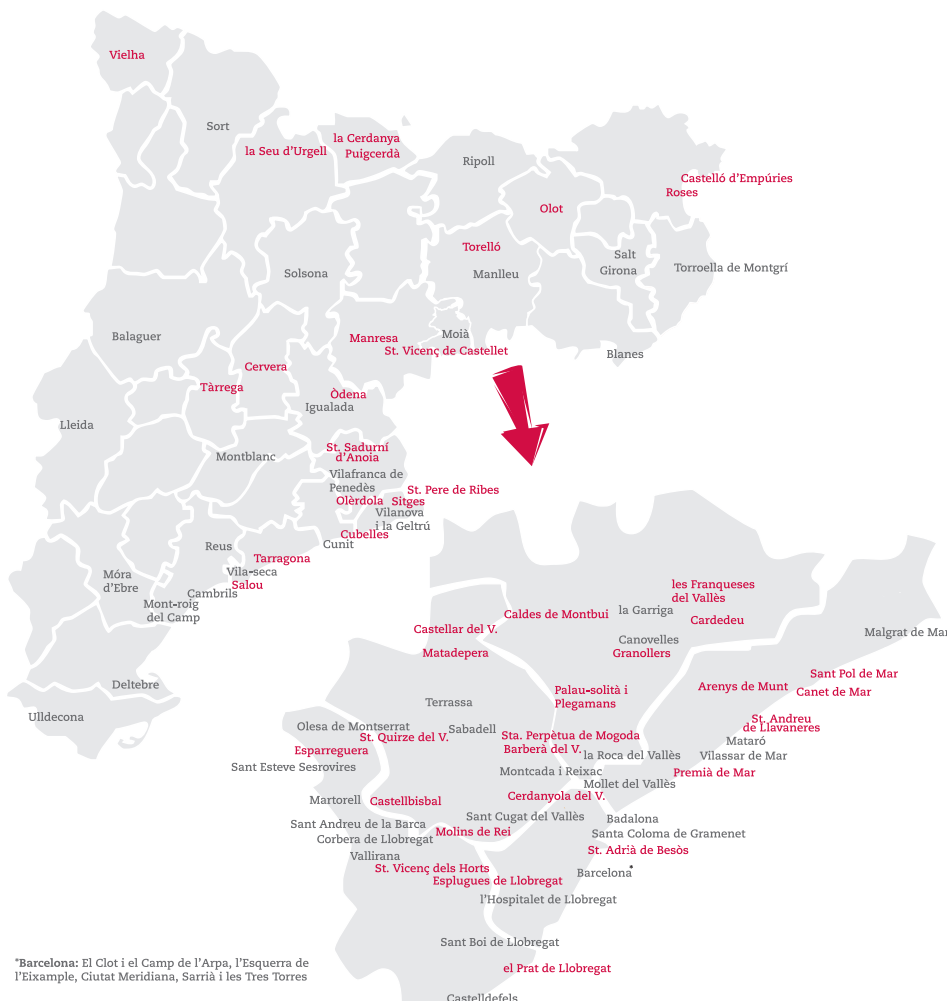 Vielha
Sort
la Cerdanya
la Seu d'Urgell
Puigcerdà
Ripoll
Castelló d'Empúries
Roses
Olot
Torelló
Salt
Manlleu
Girona
Torroella de Montgrí
Solsona
Balaguer
Manresa
Moià
St. Vicenç de Castellet
Blanes
Cervera
Tàrrega
Òdena
Igualada
Lleida
St. Sadurní
d'Anoia
Montblanc
Vilafranca de
Penedès
St. Pere de Ribes
Olèrdola
Sitges
Vilanova
i la Geltrú
Cubelles
Cunit
Reus
Tarragona
Vila-seca
Móra
d'Ebre
Salou
Cambrils
Mont-roig
del Camp
Deltebre
Ulldecona
les Franqueses
del Vallès
la Garriga
Caldes de Montbui
Cardedeu
Castellar del V.
Malgrat de Mar
Canovelles
Matadepera
Granollers
Sant Pol de Mar
Arenys de Munt
Canet de Mar
Palau-solità i
Plegamans
Terrassa
St. Andreu
de Llavaneres
Olesa de Montserrat
Sabadell
St. Quirze del V.
Sta. Perpètua de Mogoda
Mataró
Esparreguera
Barberà del V.
la Roca del Vallès
Vilassar de Mar
Sant Esteve Sesrovires
Montcada i Reixac
Premià de Mar
Mollet del Vallès
Martorell
Castellbisbal
Cerdanyola del V.
Sant Cugat del Vallès
Badalona
Sant Andreu de la Barca
Molins de Rei
Santa Coloma de Gramenet
Corbera de Llobregat
St. Adrià de Besòs
Vallirana
St. Vicenç dels Horts
Barcelona*
Esplugues de Llobregat
l'Hospitalet de Llobregat
Sant Boi de Llobregat
el Prat de Llobregat
Castelldefels
*Barcelona: El Clot i el Camp de l'Arpa, l'Esquerra de
l'Eixample, Ciutat Meridiana, Sarrià i les Tres Torres